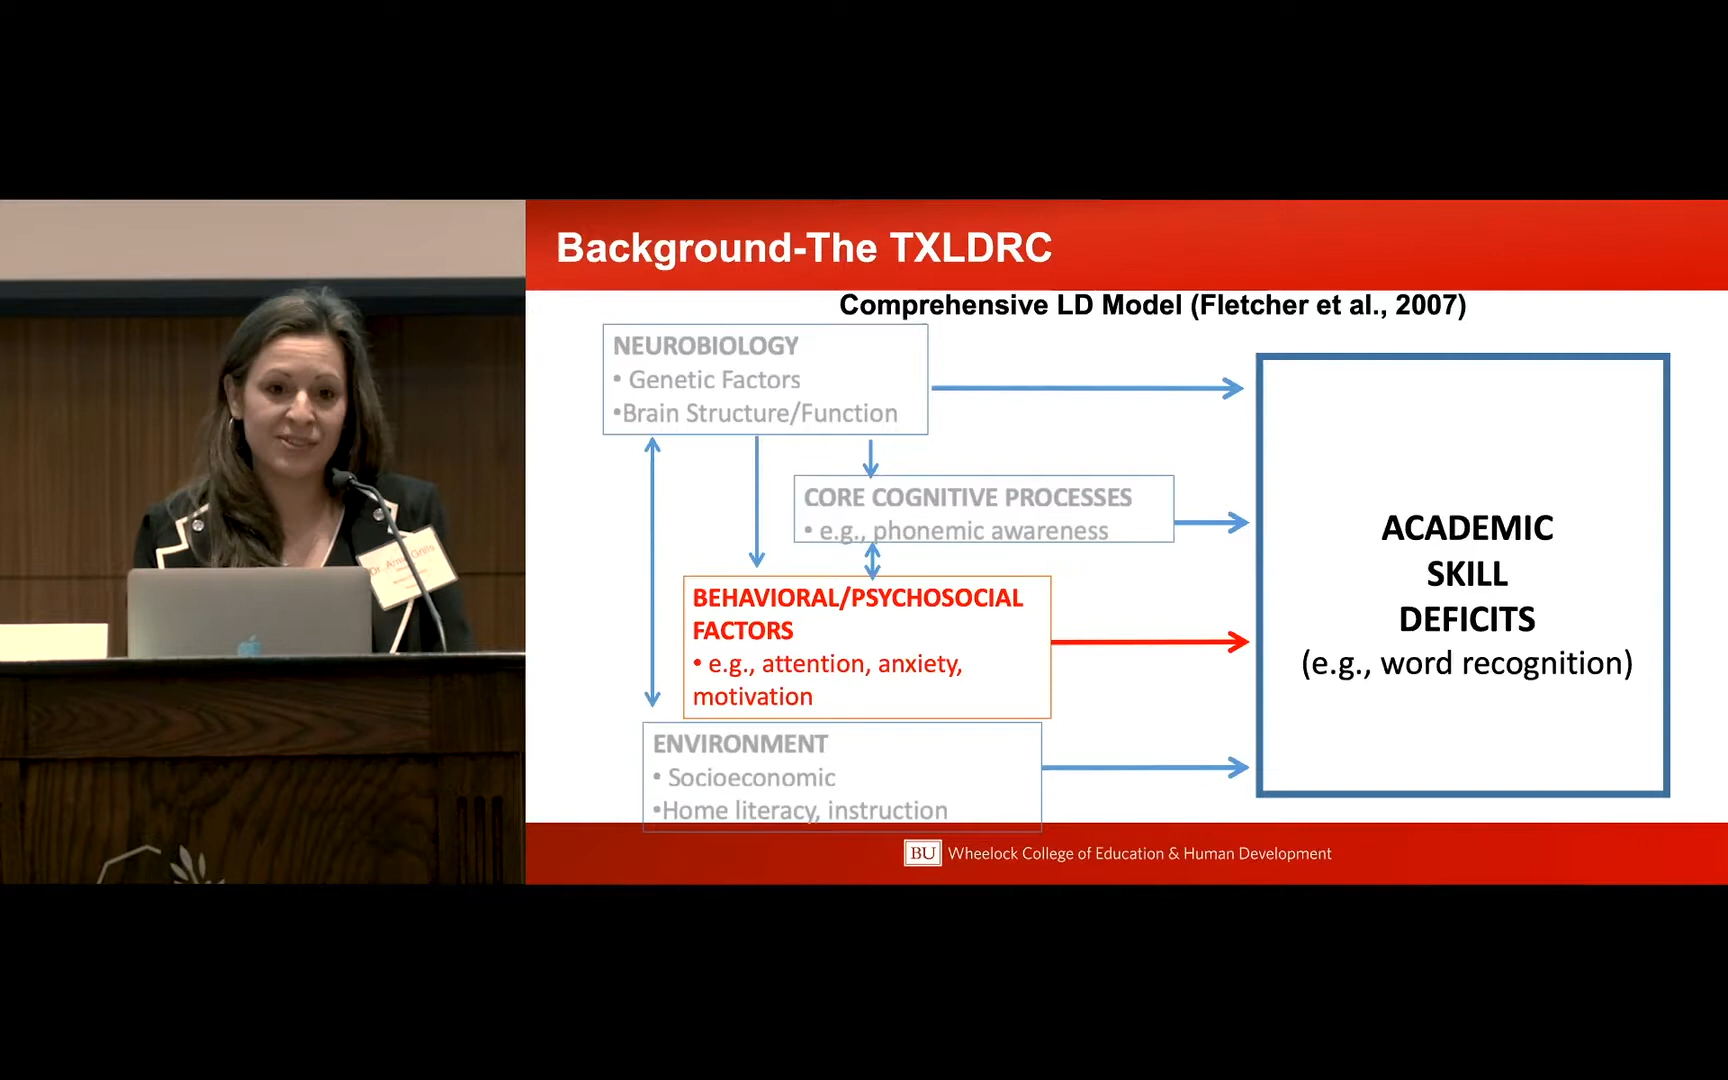 Background-The TXLDRC
Comprehensive LD Model (Fletcher et al., 2007)
NEUROBIOLOGY
• Genetic Factors
•Brain Structure/Function
CORE COGNITIVE PROCESSES
• e.g., phonemic awareness
BEHAVIORAL/PSYCHOSOCIAL
FACTORS
• e.g., attention, anxiety,
motivation
ENVIRONMENT
• Socioeconomic
•Home literacy, instruction
ACADEMIC
SKILL
DEFICITS
(e.g., word recognition)
BU Wheelock College of Education & Human Development
Dr.